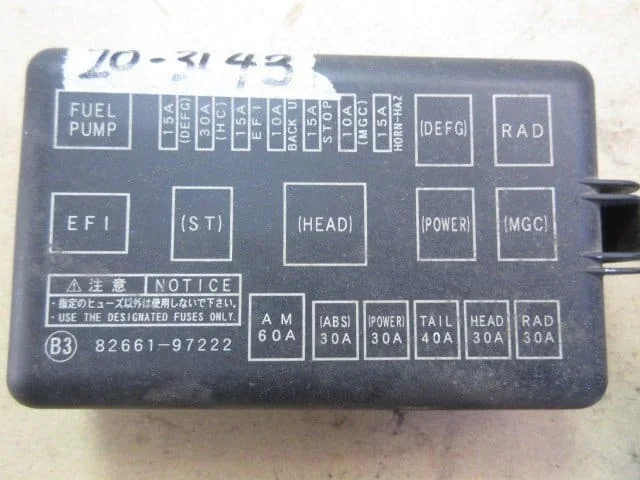 20-3143
FUEL
PUMP
15A
(DEFG)
30A
(HC)
15A
EFI
10A
BACK U
15A
STOP
10A
(MGC)
15A
HORN-HAZ
(DEFG)
RAD
EFI
(ST)
(HEAD)
(POWER)
(MGC)
⚠注意 NOTICE
・指定のヒューズ以外は使用しないで下さい。
・USE THE DESIGNATED FUSES ONLY.
B3 82661-97222
AM
60A
(ABS)
30A
(POWER)
30A
TAIL
40A
HEAD
30A
RAD
30A